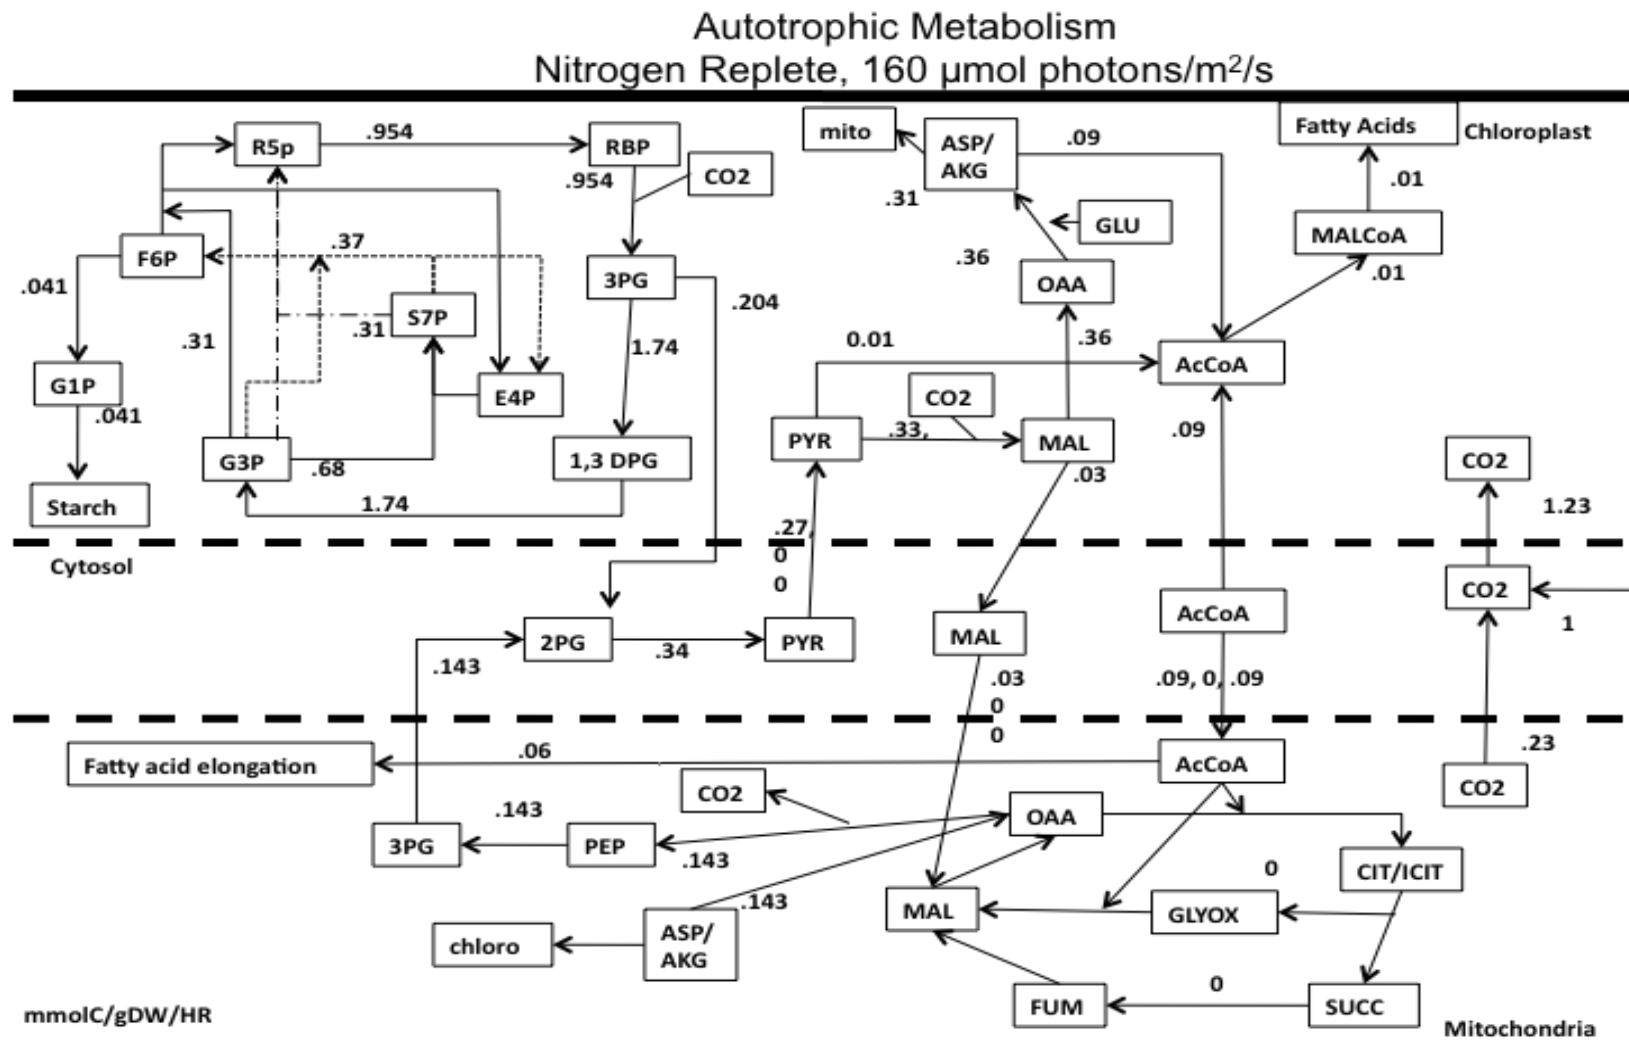 Autotrophic Metabolism
Nitrogen Replete, 160 µmol photons/m²/s
R5p
.954
RBP
.954
CO2
mito
ASP/
AKG
.09
.31
Fatty Acids
Chloroplast
.01
GLU
.36
MALCoA
.01
F6P
.37
3PG
.204
OAA
.36
.041
S7P
.31
.31
1.74
0.01
AcCoA
G1P
.041
E4P
CO2
.09
PYR
.33,
MAL
.03
G3P
.68
1,3 DPG
CO2
Starch
1.74
1.23
.27,
0
0
Cytosol
CO2
1
AcCoA
2PG
.34
PYR
MAL
.143
.03
0
0
.09, 0, .09
.23
Fatty acid elongation
.06
AcCoA
CO2
CO2
.143
OAA
3PG
PEP
.143
CIT/ICIT
0
.143
MAL
GLYOX
chloro
ASP/
AKG
0
FUM
SUCC
mmolC/gDW/HR
Mitochondria